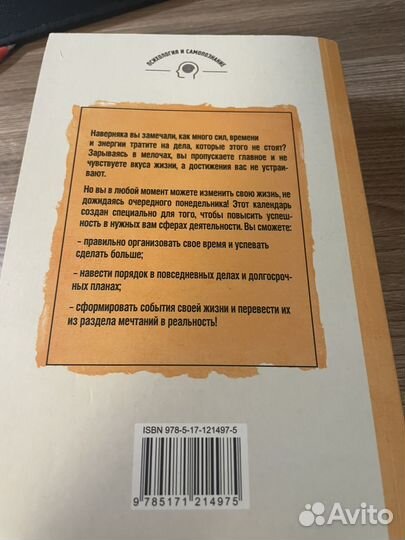 ПСИХОЛОГИЯ И САМОПОЗНАНИЕ
Наверняка вы замечали, как много сил, времени
и энергии тратите на дела, которые этого не стоят?
Зарываясь в мелочах, вы пропускаете главное и не
чувствуете вкуса жизни, а достижения вас не устраи-
вают.
Но вы в любой момент можете изменить свою жизнь, не
дожидаясь очередного понедельника! Этот календарь
создан специально для того, чтобы повысить успеш-
ность в нужных вам сферах деятельности. Вы сможете:
- правильно организовать свое время и успевать
сделать больше;
- навести порядок в повседневных делах и долгосроч-
ных планах;
- сформировать события своей жизни и перевести их
из раздела мечтаний в реальность!
ISBN 978-5-17-121497-5
9 785171 214975
Avito